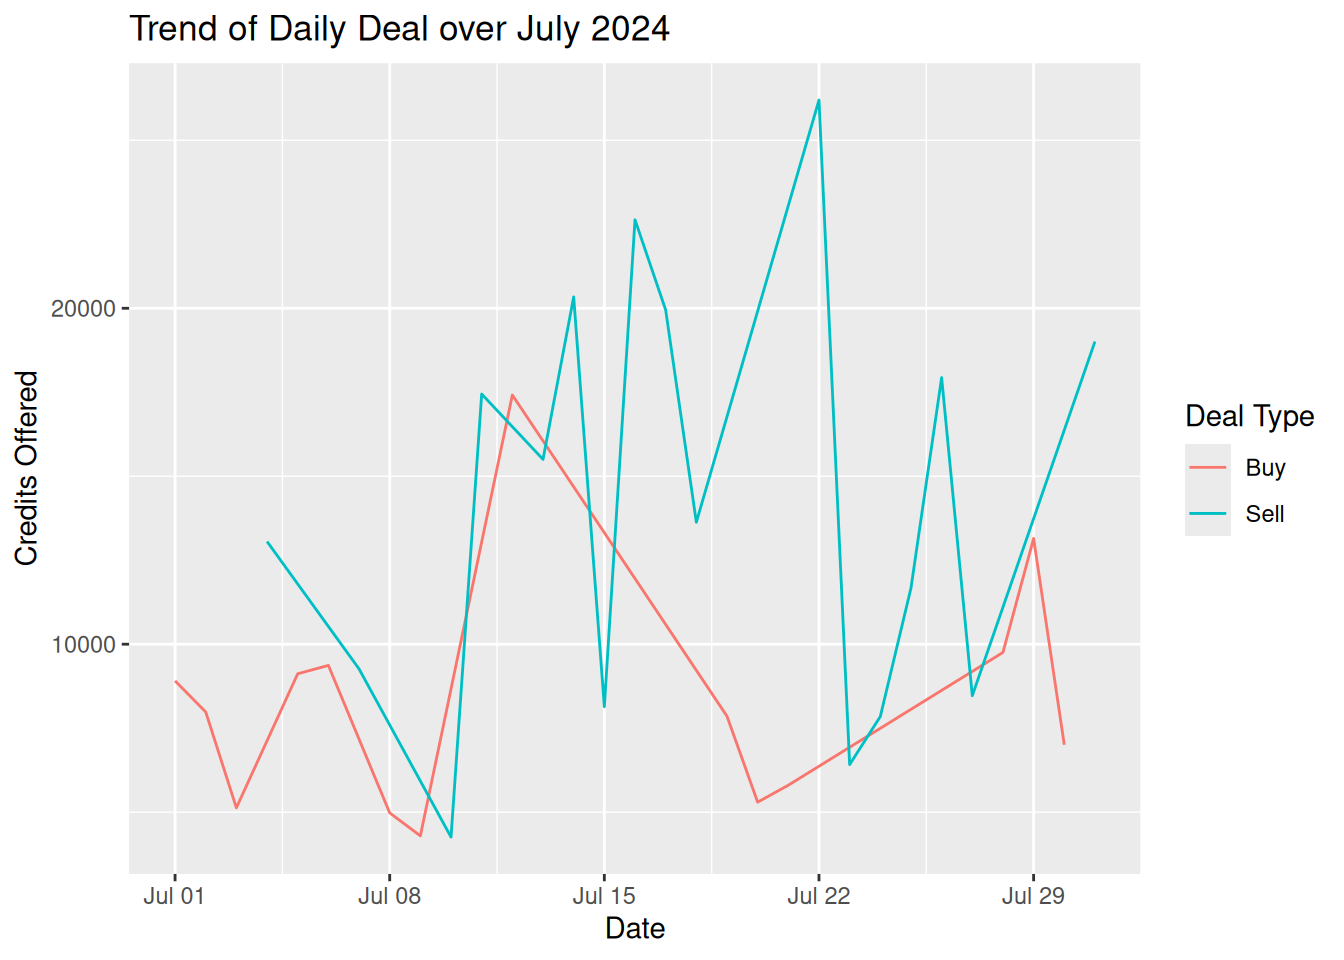 Trend of Daily Deal over July 2024
Credits Offered
20000
10000
Jul 01
Jul 08
Jul 15
Jul 22
Jul 29
Date
Deal Type
Buy
Sell